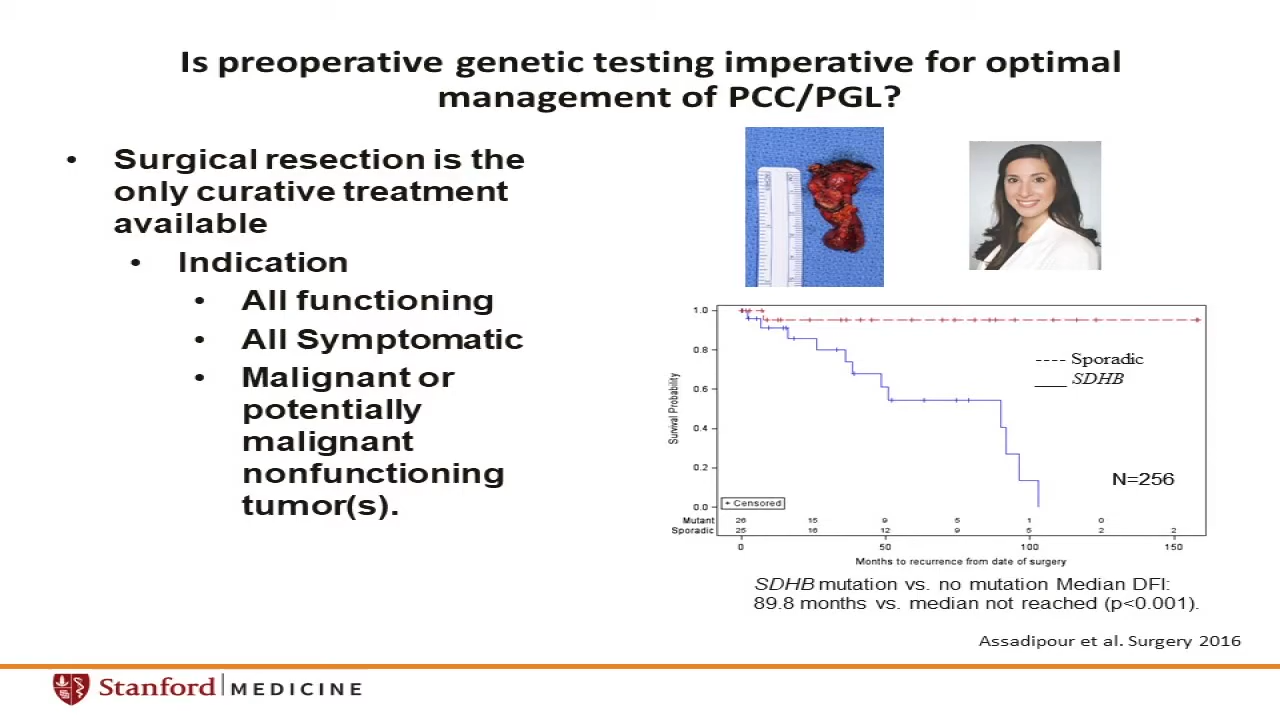 Is preoperative genetic testing imperative for optimal
management of PCC/PGL?
• Surgical resection is the
only curative treatment
available
• Indication
• All functioning
• All Symptomatic
• Malignant or
potentially
malignant
nonfunctioning
tumor(s).
1.0
0.8
0.6
0.4
0.2
0.0
Survival Probability
---- Sporadic
___ SDHB
N=256
+ Censored
Mutant 26 15 9 5 1 0
Sporadic 25 16 12 9 5 2 2
0 50 100 150
Months to recurrence from date of surgery
SDHB mutation vs. no mutation Median DFI:
89.8 months vs. median not reached (p<0.001).
Assadipour et al. Surgery 2016
Stanford MEDICINE